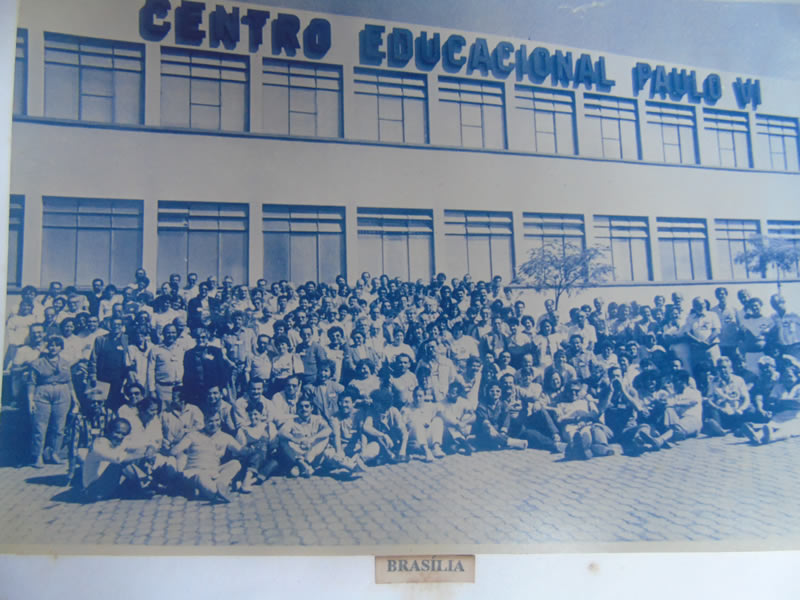 CENTRO EDUCACIONAL PAULO VI
BRASÍLIA